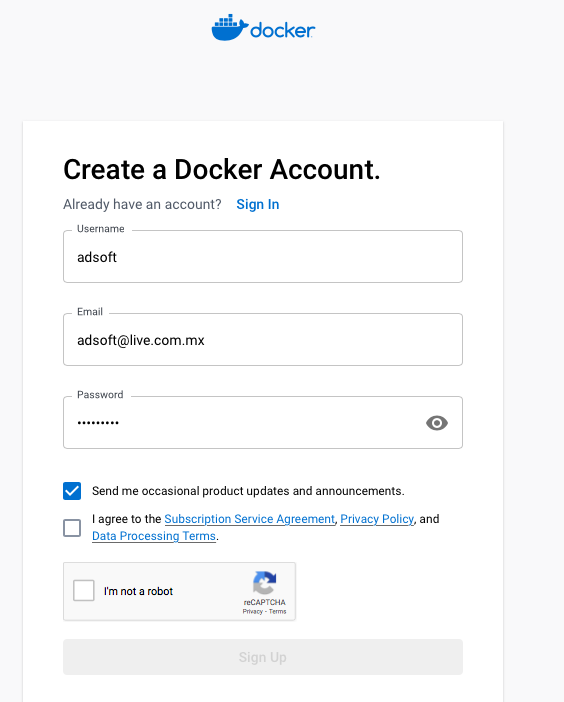 docker
Create a Docker Account.
Already have an account? Sign In
Username
adsoft
Email
adsoft@live.com.mx
Password
•••••••••
Send me occasional product updates and announcements.
I agree to the Subscription Service Agreement, Privacy Policy, and
Data Processing Terms.
I'm not a robot
reCAPTCHA
Privacy - Terms
Sign Up